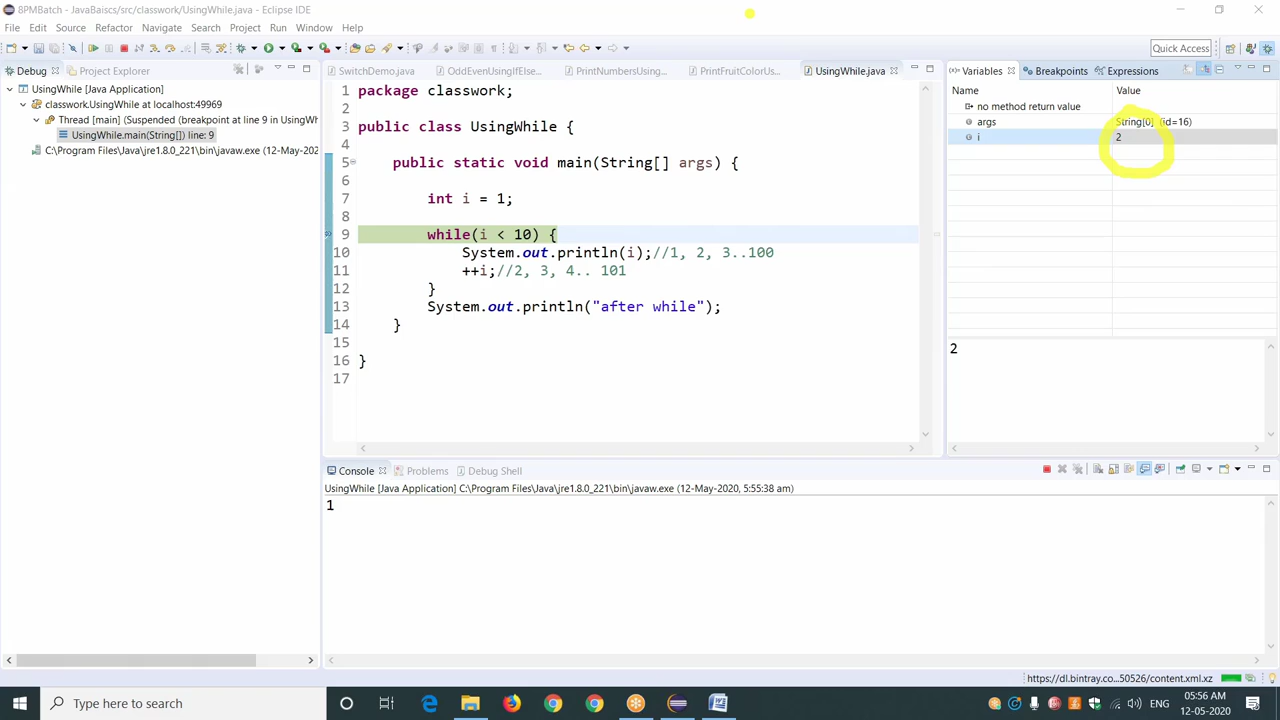 8PMBatch - JavaBaiscs/src/classwork/UsingWhile.java - Eclipse IDE
File Edit Source Refactor Navigate Search Project Run Window Help
Quick Access
Debug Project Explorer
UsingWhile [Java Application]
classwork.UsingWhile at localhost:49969
Thread [main] (Suspended (breakpoint at line 9 in UsingWh
UsingWhile.main(String[]) line: 9
C:\Program Files\Java\jre1.8.0_221\bin\javaw.exe (12-May-202
SwitchDemo.java OddEvenUsingIfElse... PrintNumbersUsing... PrintFruitColorUs... UsingWhile.java
1 package classwork;
2
3 public class UsingWhile {
4
5 public static void main(String[] args) {
6
7 int i = 1;
8
9 while(i < 10) {
10 System.out.println(i);//1, 2, 3..100
11 ++i;//2, 3, 4.. 101
12 }
13 System.out.println("after while");
14 }
15
16 }
17
Variables Breakpoints Expressions
Name Value
no method return value
args String[0] (id=16)
i 2
2
Console Problems Debug Shell
UsingWhile [Java Application] C:\Program Files\Java\jre1.8.0_221\bin\javaw.exe (12-May-2020, 5:55:38 am)
1
https://dl.bintray.co...50526/content.xml.xz
Type here to search
ENG
05:56 AM
12-05-2020